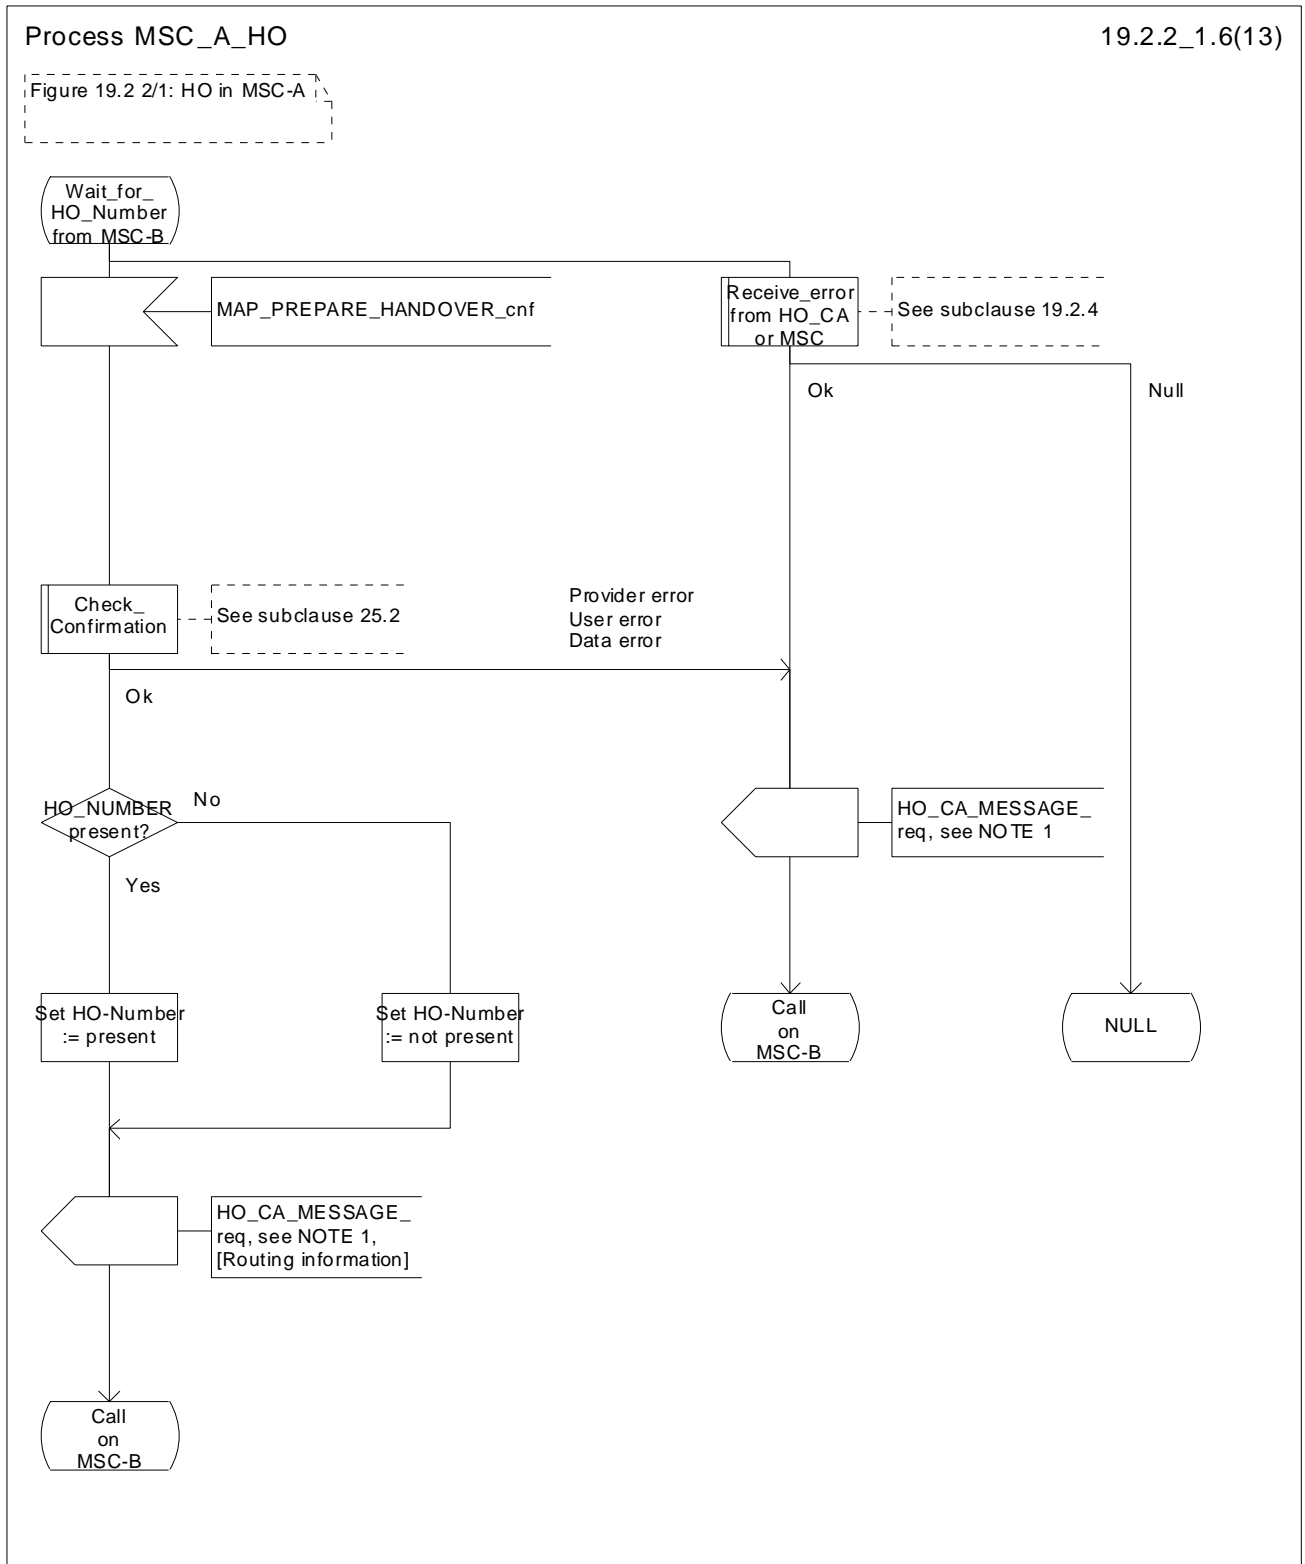 Process MSC_A_HO
19.2.2_1.6(13)
Figure 19.2 2/1: HO in MSC-A
Wait_for_
HO_Number
from MSC-B
MAP_PREPARE_HANDOVER_cnf
Receive_error
from HO_CA
or MSC
See subclause 19.2.4
Ok
Null
Check_
Confirmation
See subclause 25.2
Provider error
User error
Data error
Ok
HO_NUMBER
present?
No
HO_CA_MESSAGE_
req, see NOTE 1
Yes
Set HO-Number
:= present
Set HO-Number
:= not present
Call
on
MSC-B
NULL
HO_CA_MESSAGE_
req, see NOTE 1,
[Routing information]
Call
on
MSC-B